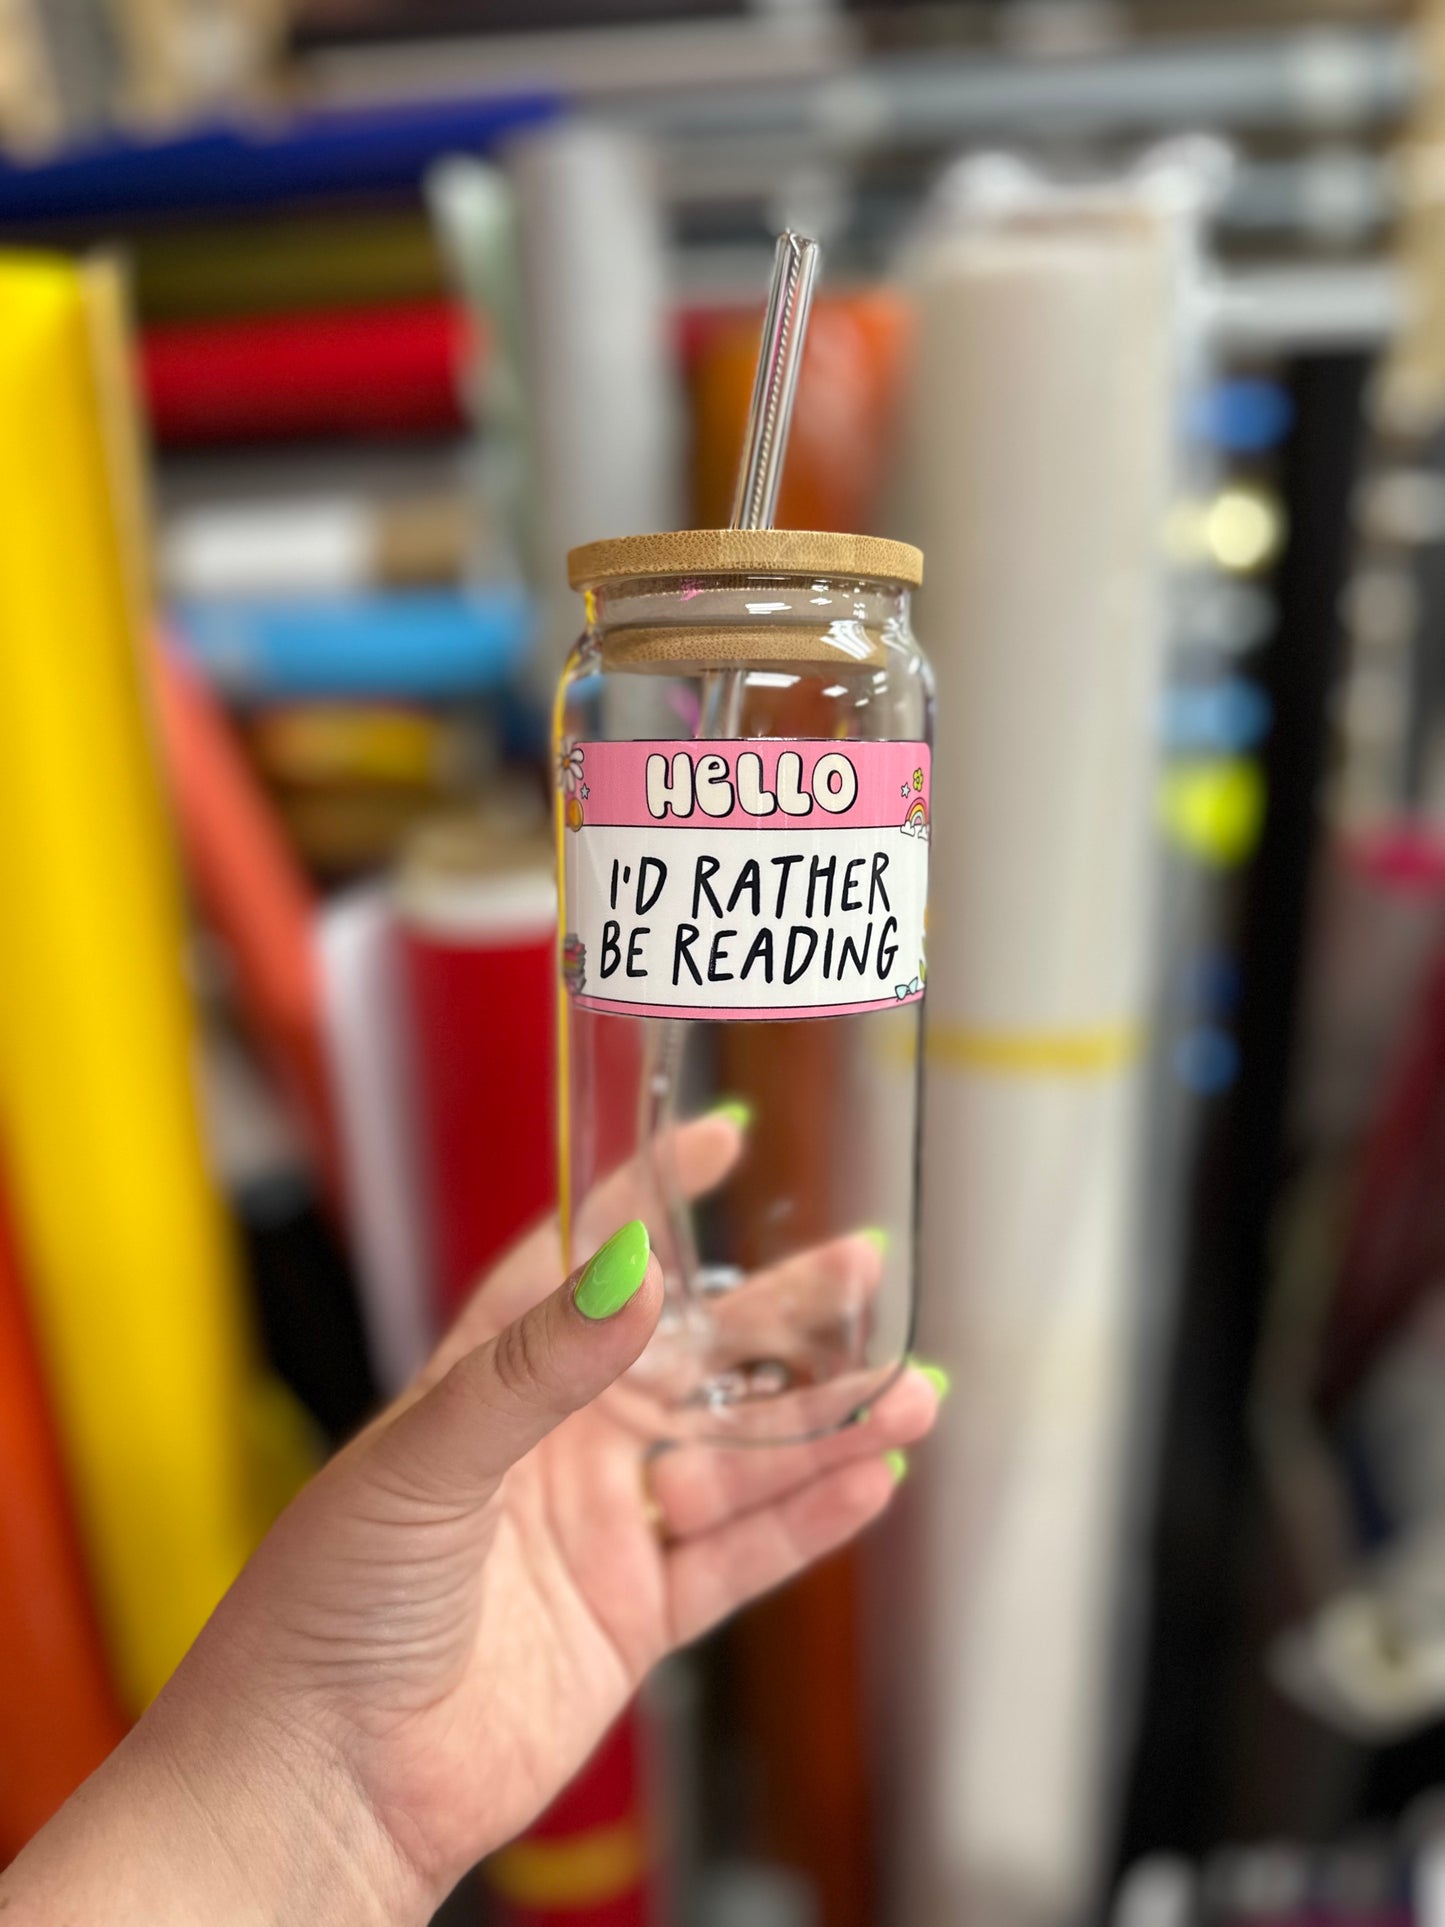 HeLLO
I'D RATHER
BE READING